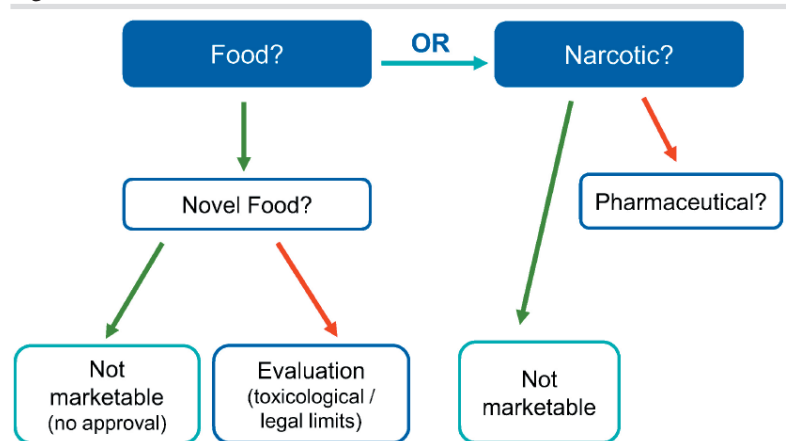 Food?
OR
Narcotic?
Novel Food?
Pharmaceutical?
Not
marketable
(no approval)
Evaluation
(toxicological /
legal limits)
Not
marketable